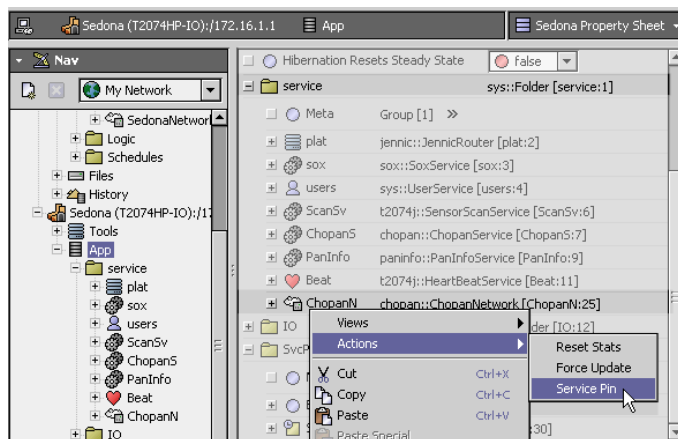 Sedona (T2074HP-IO):/172.16.1.1 App Sedona Property Sheet
Nav
My Network
SedonaNetwor
Logic
Schedules
Files
History
Sedona (T2074HP-IO):/17
Tools
App
service
plat
sox
users
ScanSv
ChopanS
PanInfo
Beat
ChopanN
IO
Hibernation Resets Steady State false
service sys::Folder [service:1]
Meta Group [1] »
plat jennic::JennicRouter [plat:2]
sox sox::SoxService [sox:3]
users sys::UserService [users:4]
ScanSv t2074j::SensorScanService [ScanSv:6]
ChopanS chopan::ChopanService [ChopanS:7]
PanInfo paninfo::PanInfoService [PanInfo:9]
Beat t2074j::HeartBeatService [Beat:11]
ChopanN chopan::ChopanNetwork [ChopanN:25]
IO der [IO:12]
SvcP
:30]
Views
Actions
Cut Ctrl+X
Copy Ctrl+C
Paste Ctrl+V
Paste Special
Reset Stats
Force Update
Service Pin